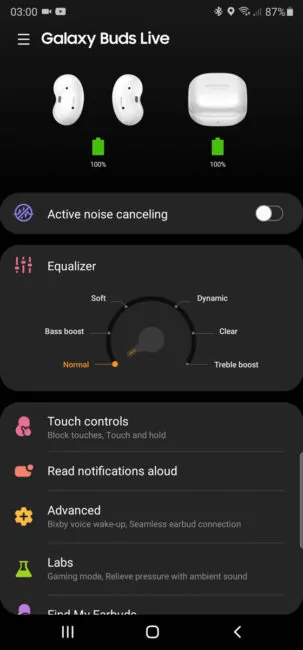 03:00 87%
Galaxy Buds Live
100% 100%
Active noise canceling
Equalizer
Soft Dynamic
Bass boost Clear
Normal Treble boost
Touch controls
Block touches, Touch and hold
Read notifications aloud
Advanced
Bixby voice wake-up, Seamless earbud connection
Labs
Gaming mode, Relieve pressure with ambient sound
Find My Earbuds